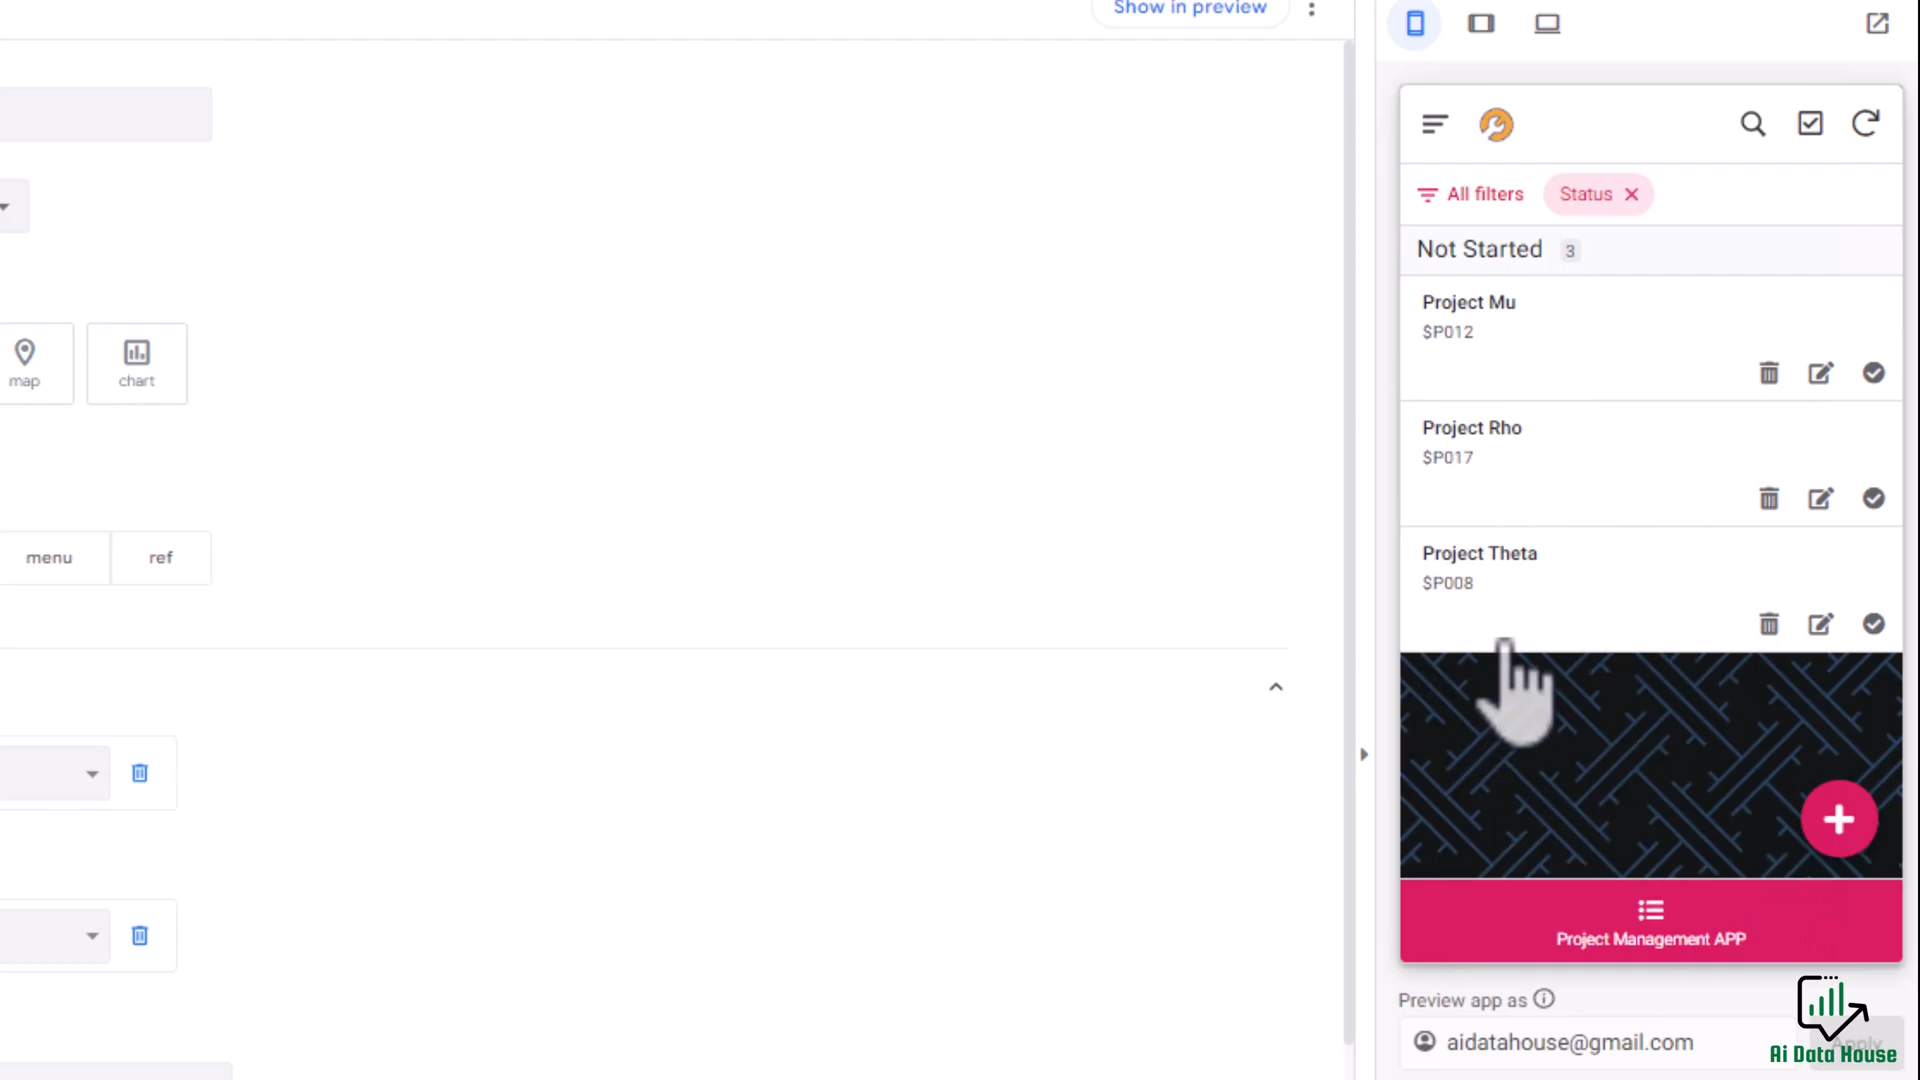 Show in preview
map
chart
menu
ref
All filters
Status
Not Started 3
Project Mu
$P012
Project Rho
$P017
Project Theta
$P008
Project Management APP
Preview app as
aidatahouse@gmail.com
Apply
Ai Data House